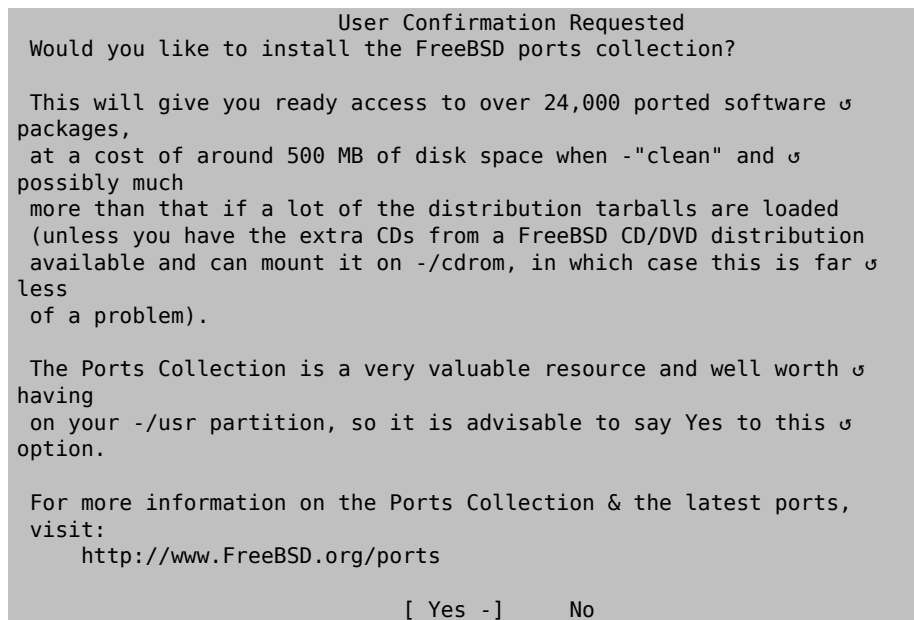 User Confirmation Requested
Would you like to install the FreeBSD ports collection?
This will give you ready access to over 24,000 ported software ↺
packages,
at a cost of around 500 MB of disk space when -"clean" and ↺
possibly much
more than that if a lot of the distribution tarballs are loaded
(unless you have the extra CDs from a FreeBSD CD/DVD distribution
available and can mount it on -/cdrom, in which case this is far ↺
less
of a problem).
The Ports Collection is a very valuable resource and well worth ↺
having
on your -/usr partition, so it is advisable to say Yes to this ↺
option.
For more information on the Ports Collection & the latest ports,
visit:
http://www.FreeBSD.org/ports
[ Yes -] No